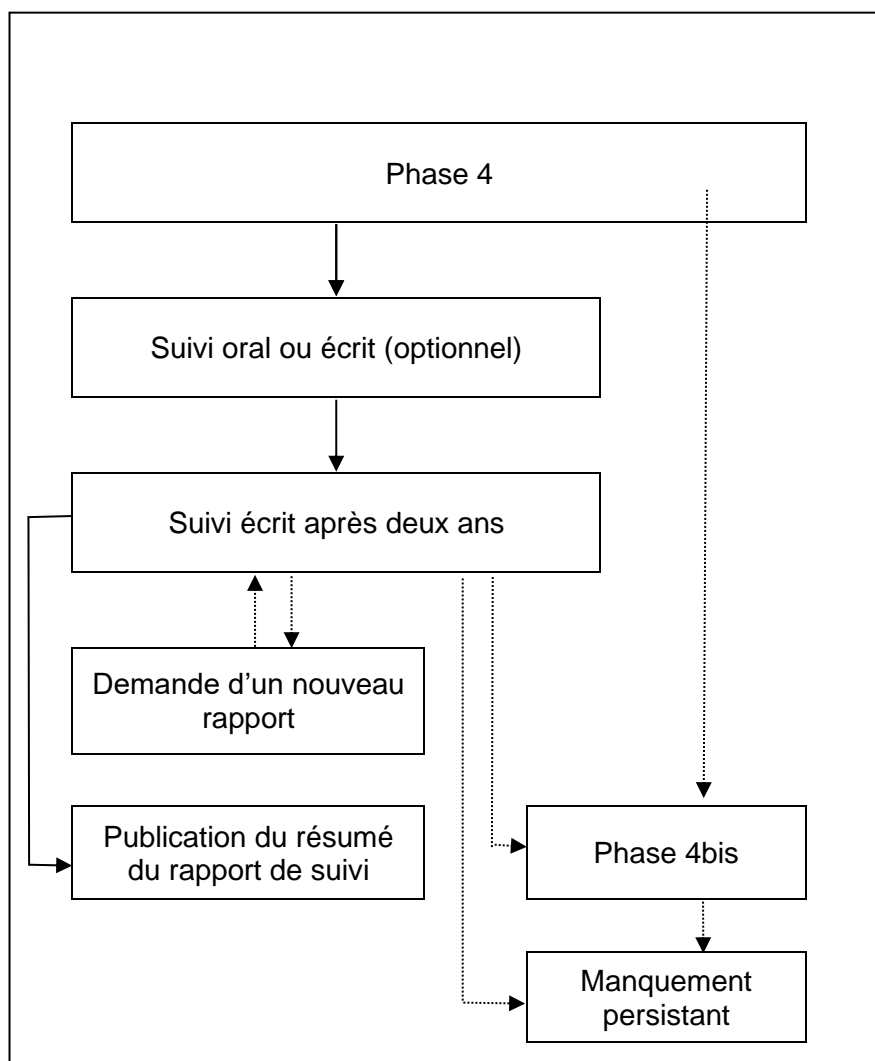 Phase 4
Suivi oral ou écrit (optionnel)
Suivi écrit après deux ans
Demande d’un nouveau
rapport
Publication du résumé
du rapport de suivi
Phase 4bis
Manquement
persistant